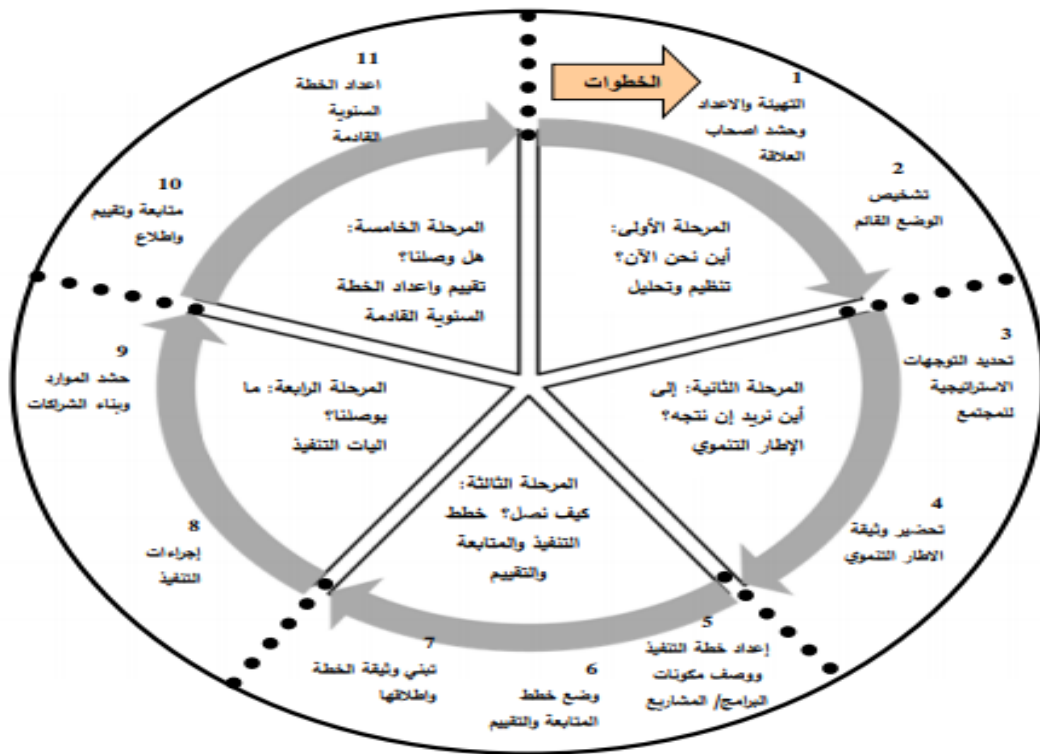 الخطوات
1
التهيئة والاعداد
وحشد اصحاب
العلاقة
2
تشخيص
الوضع القائم
المرحلة الأولى:
أين نحن الآن؟
تنظيم وتحليل
3
تحديد التوجهات
الاستراتيجية
للمجتمع
4
تحضير وثيقة
الاطار التنموي
المرحلة الثانية: إلى
أين نريد إن نتجه؟
الإطار التنموي
5
إعداد خطة التنفيذ
ووصف مكونات
البرامج/ المشاريع
6
وضع خطط
المتابعة والتقييم
7
تبني وثيقة الخطة
واطلاقها
المرحلة الثالثة:
كيف نصل؟ خطط
التنفيذ والمتابعة
والتقييم
8
إجراءات
التنفيذ
9
حشد الموارد
وبناء الشراكات
المرحلة الرابعة: ما
يوصلنا؟
اليات التنفيذ
10
متابعة وتقييم
واطلاع
11
اعداد الخطة
السنوية
القادمة
المرحلة الخامسة:
هل وصلنا؟
تقييم واعداد الخطة
السنوية القادمة